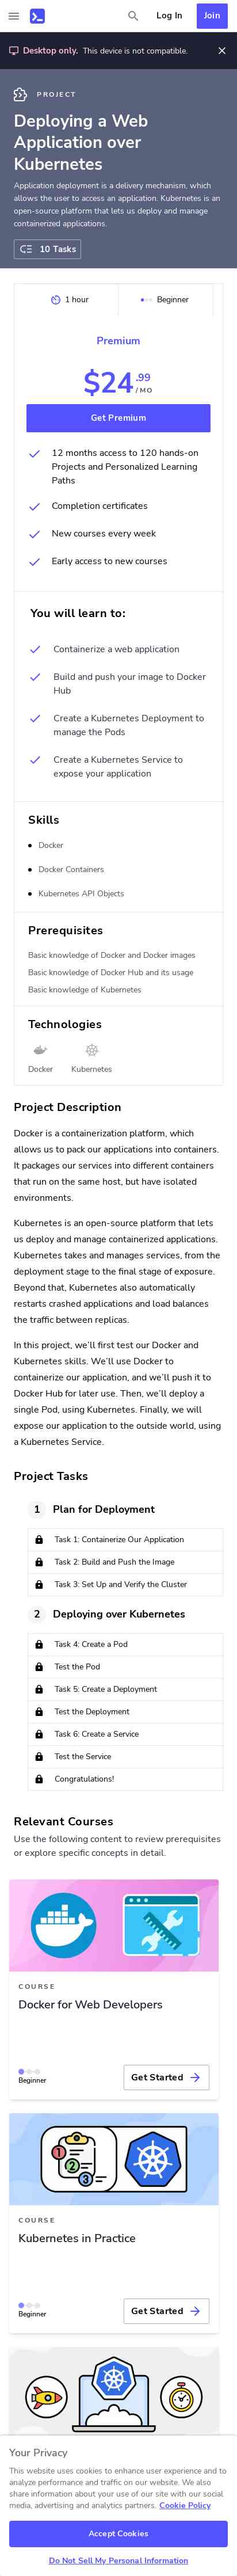 Log In
Join
Desktop only. This device is not compatible.
PROJECT
Deploying a Web
Application over
Kubernetes
Application deployment is a delivery mechanism, which
allows the user to access an application. Kubernetes is an
open-source platform that lets us deploy and manage
containerized applications.
10 Tasks
1 hour
Beginner
Premium
$24.99
/MO
Get Premium
12 months access to 120 hands-on
Projects and Personalized Learning
Paths
Completion certificates
New courses every week
Early access to new courses
You will learn to:
Containerize a web application
Build and push your image to Docker
Hub
Create a Kubernetes Deployment to
manage the Pods
Create a Kubernetes Service to
expose your application
Skills
Docker
Docker Containers
Kubernetes API Objects
Prerequisites
Basic knowledge of Docker and Docker images
Basic knowledge of Docker Hub and its usage
Basic knowledge of Kubernetes
Technologies
Docker
Kubernetes
Project Description
Docker is a containerization platform, which
allows us to pack our applications into containers.
It packages our services into different containers
that run on the same host, but have isolated
environments.
Kubernetes is an open-source platform that lets
us deploy and manage containerized applications.
Kubernetes takes and manages services, from the
deployment stage to the final stage of exposure.
Beyond that, Kubernetes also automatically
restarts crashed applications and load balances
the traffic between replicas.
In this project, we’ll first test our Docker and
Kubernetes skills. We’ll use Docker to
containerize our application, and we’ll push it to
Docker Hub for later use. Then, we’ll deploy a
single Pod, using Kubernetes. Finally, we will
expose our application to the outside world, using
a Kubernetes Service.
Project Tasks
1 Plan for Deployment
Task 1: Containerize Our Application
Task 2: Build and Push the Image
Task 3: Set Up and Verify the Cluster
2 Deploying over Kubernetes
Task 4: Create a Pod
Test the Pod
Task 5: Create a Deployment
Test the Deployment
Task 6: Create a Service
Test the Service
Congratulations!
Relevant Courses
Use the following content to review prerequisites
or explore specific concepts in detail.
COURSE
Docker for Web Developers
Beginner
Get Started
COURSE
Kubernetes in Practice
Beginner
Get Started
Your Privacy
This website uses cookies to enhance user experience and to
analyze performance and traffic on our website. We also
share information about your use of our site with our social
media, advertising and analytics partners. Cookie Policy
Accept Cookies
Do Not Sell My Personal Information